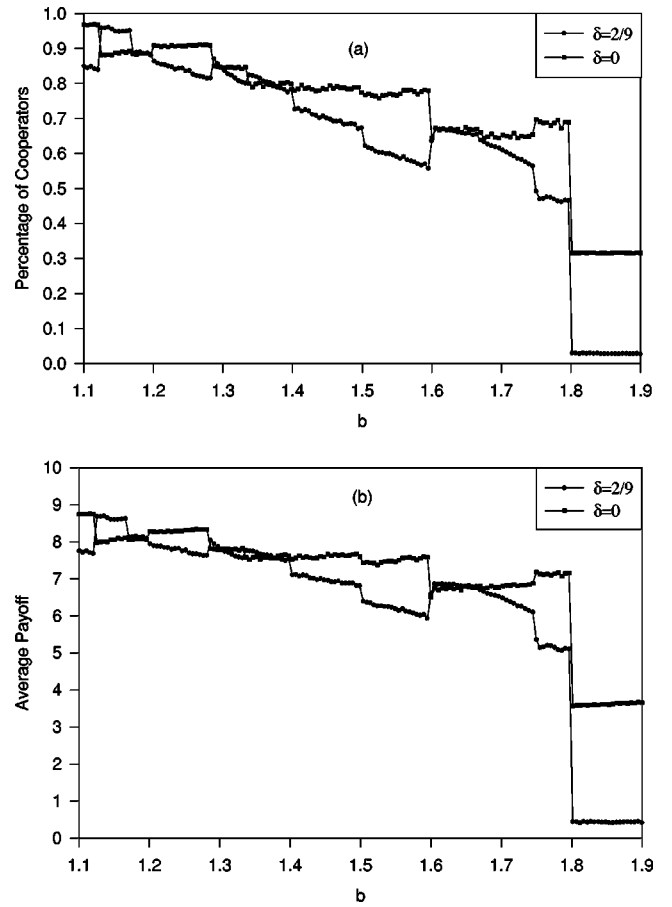 1.0
(a)
δ=2/9
δ=0
0.9
0.8
0.7
0.6
0.5
0.4
0.3
0.2
0.1
0.0
Percentage of Cooperators
1.1 1.2 1.3 1.4 1.5 1.6 1.7 1.8 1.9
b
10
(b)
δ=2/9
δ=0
9
8
7
6
5
4
3
2
1
0
Average Payoff
1.1 1.2 1.3 1.4 1.5 1.6 1.7 1.8 1.9
b